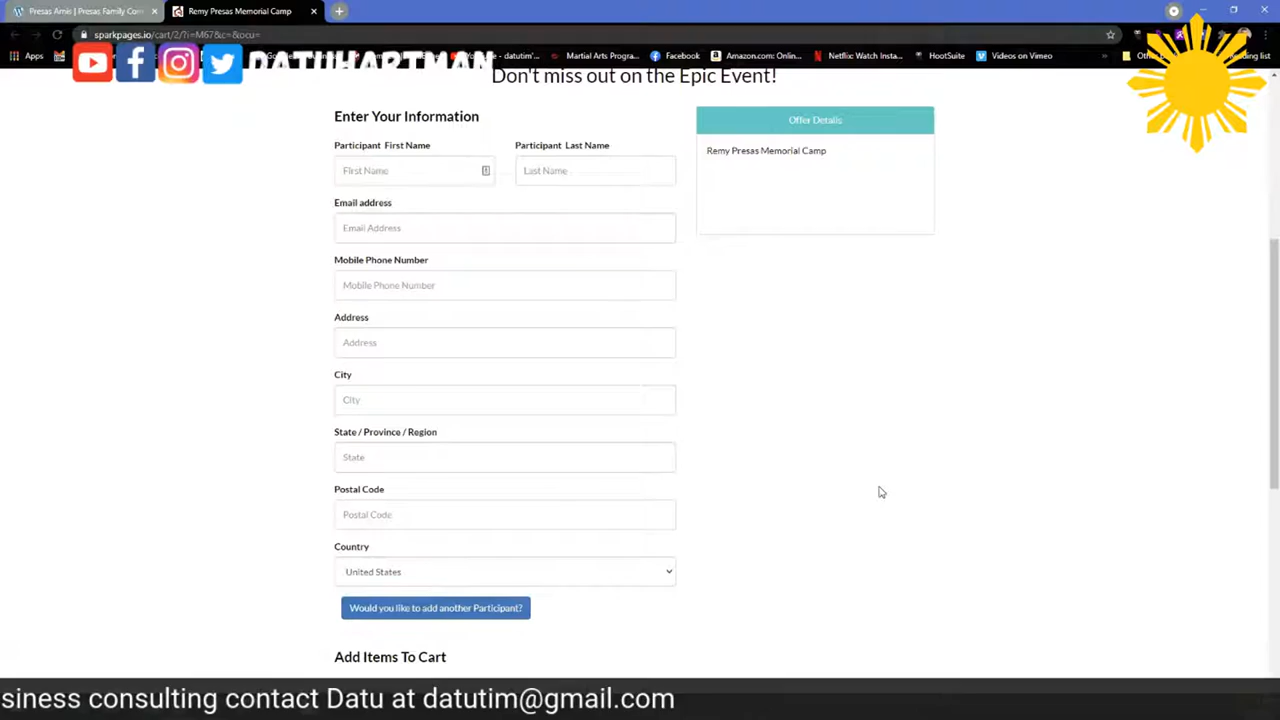 Presas Arnis | Presas Family Con
Remy Presas Memorial Camp
sparkpages.io/cart/2/?i=M67&c=&ocu=
Apps
YouTube - datutim'...
Martial Arts Progra...
Facebook
Amazon.com: Onlin...
Netflix: Watch Insta...
HootSuite
Videos on Vimeo
DATUHARTMAN
Don't miss out on the Epic Event!
Enter Your Information
Offer Details
Participant First Name
Participant Last Name
Remy Presas Memorial Camp
First Name
Last Name
Email address
Email Address
Mobile Phone Number
Mobile Phone Number
Address
Address
City
City
State / Province / Region
State
Postal Code
Postal Code
Country
United States
Would you like to add another Participant?
Add Items To Cart
siness consulting contact Datu at datutim@gmail.com